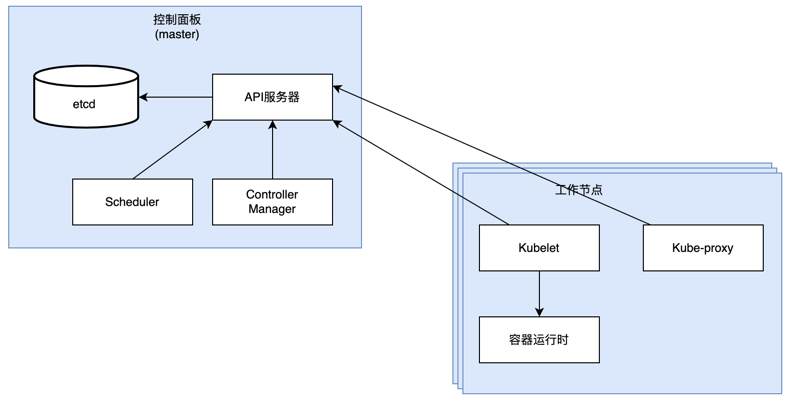 控制面板
(master)
etcd
API服务器
Scheduler
Controller
Manager
工作节点
Kubelet
Kube-proxy
容器运行时